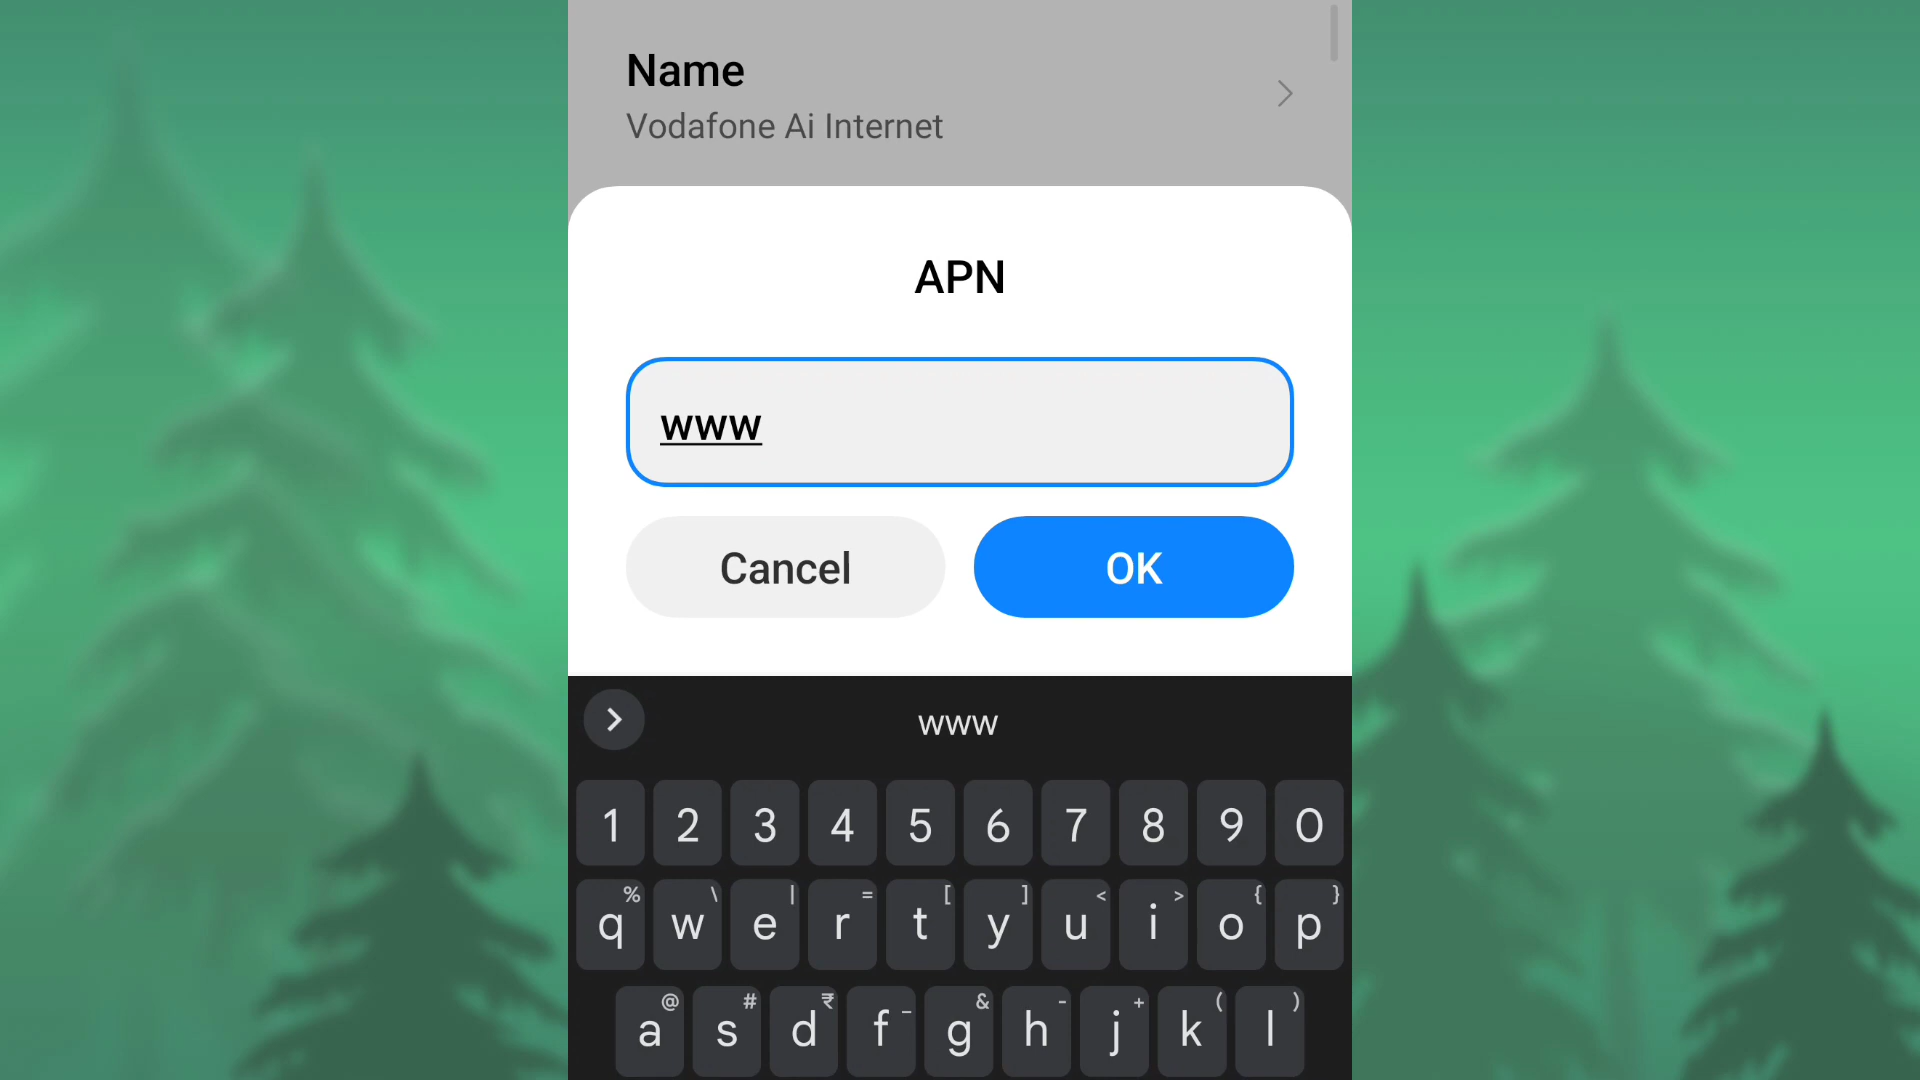 Name
Vodafone Ai Internet
APN
www
Cancel
OK
www
1 2 3 4 5 6 7 8 9 0
% \ | = [ ] < > { }
q w e r t y u i o p
@ # ₹ _ & - + ( )
a s d f g h j k l